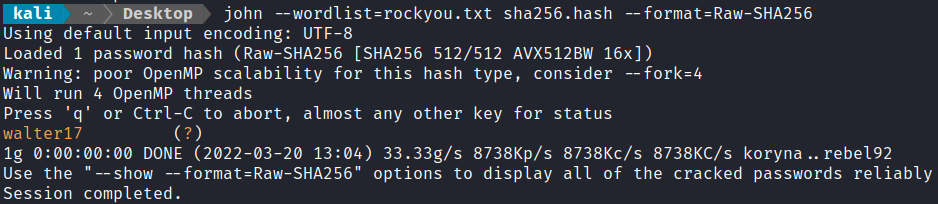 kali ~ Desktop john --wordlist=rockyou.txt sha256.hash --format=Raw-SHA256
Using default input encoding: UTF-8
Loaded 1 password hash (Raw-SHA256 [SHA256 512/512 AVX512BW 16x])
Warning: poor OpenMP scalability for this hash type, consider --fork=4
Will run 4 OpenMP threads
Press 'q' or Ctrl-C to abort, almost any other key for status
walter17 (?)
1g 0:00:00:00 DONE (2022-03-20 13:04) 33.33g/s 8738Kp/s 8738Kc/s 8738KC/s koryna..rebel92
Use the "--show --format=Raw-SHA256" options to display all of the cracked passwords reliably
Session completed.